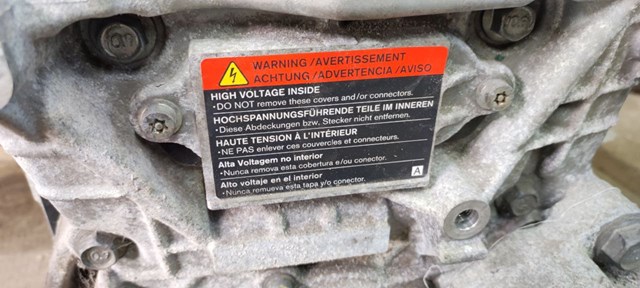 WARNING/AVERTISSEMENT
ACHTUNG/ADVERTENCIA/AVISO
HIGH VOLTAGE INSIDE
•DO NOT remove these covers and/or connectors.
HOCHSPANNUNGSFÜHRENDE TEILE IM INNEREN
•Diese Abdeckungen bzw. Stecker nicht entfernen.
HAUTE TENSION À L'INTÉRIEUR
•NE PAS enlever ces couvercles et connecteurs.
Alta Voltagem no interior
•Nunca remova esta cobertura e/ou conector.
Alto voltaje en el interior
•Nunca remueva esta tapa y/o conector.
A